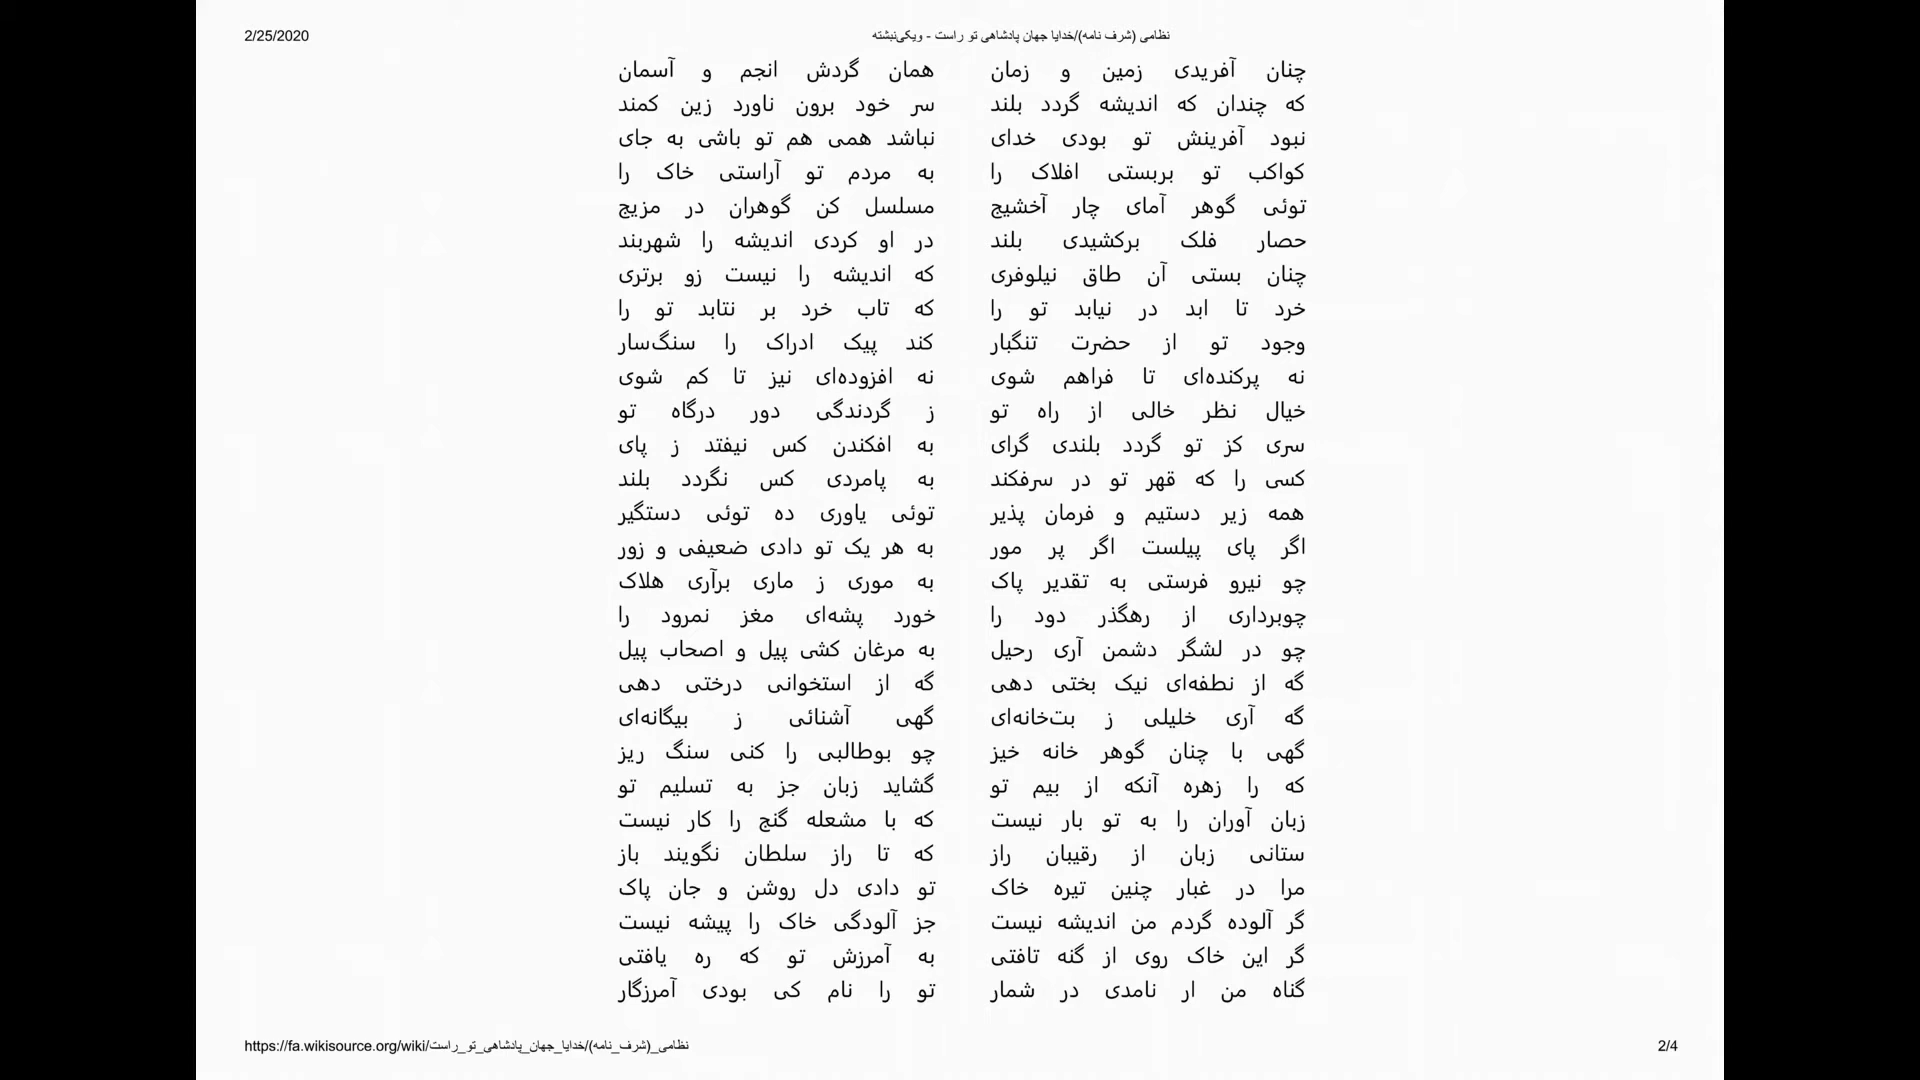 2/25/2020 نظامی (شرف نامه)/خدایا جهان پادشاهی تو راست - ویکی‌نبشته
چنان آفریدی زمین و زمان همان گردش انجم و آسمان
که چندان که اندیشه گردد بلند سر خود برون ناورد زین کمند
نبود آفرینش تو بودی خدای نباشد همی هم تو باشی به جای
کواکب تو بربستی افلاک را به مردم تو آراستی خاک را
توئی گوهر آمای چار آخشیج مسلسل کن گوهران در مزیج
حصار فلک برکشیدی بلند در او کردی اندیشه را شهربند
چنان بستی آن طاق نیلوفری که اندیشه را نیست زو برتری
خرد تا ابد در نیابد تو را که تاب خرد بر نتابد تو را
وجود تو از حضرت تنگبار کند پیک ادراک را سنگ‌سار
نه پرکنده‌ای تا فراهم شوی نه افزوده‌ای نیز تا کم شوی
خیال نظر خالی از راه تو ز گردندگی دور درگاه تو
سری کز تو گردد بلندی گرای به افکندن کس نیفتد ز پای
کسی را که قهر تو در سرفکند به پامردی کس نگردد بلند
همه زیر دستیم و فرمان پذیر توئی یاوری ده توئی دستگیر
اگر پای پیلست اگر پر مور به هر یک تو دادی ضعیفی و زور
چو نیرو فرستی به تقدیر پاک به موری ز ماری برآری هلاک
چوبرداری از رهگذر دود را خورد پشه‌ای مغز نمرود را
چو در لشگر دشمن آری رحیل به مرغان کشی پیل و اصحاب پیل
گه از نطفه‌ای نیک بختی دهی گه از استخوانی درختی دهی
گه آری خلیلی ز بت‌خانه‌ای گهی آشنائی ز بیگانه‌ای
گهی با چنان گوهر خانه خیز چو بوطالبی را کنی سنگ ریز
که را زهره آنکه از بیم تو گشاید زبان جز به تسلیم تو
زبان آوران را به تو بار نیست که با مشعله گنج را کار نیست
ستانی زبان از رقیبان راز که تا راز سلطان نگویند باز
مرا در غبار چنین تیره خاک تو دادی دل روشن و جان پاک
گر آلوده گردم من اندیشه نیست جز آلودگی خاک را پیشه نیست
گر این خاک روی از گنه تافتی به آمرزش تو که ره یافتی
گناه من ار نامدی در شمار تو را نام کی بودی آمرزگار
https://fa.wikisource.org/wiki/نظامی_(شرف_نامه)/خدایا_جهان_پادشاهی_تو_راست 2/4